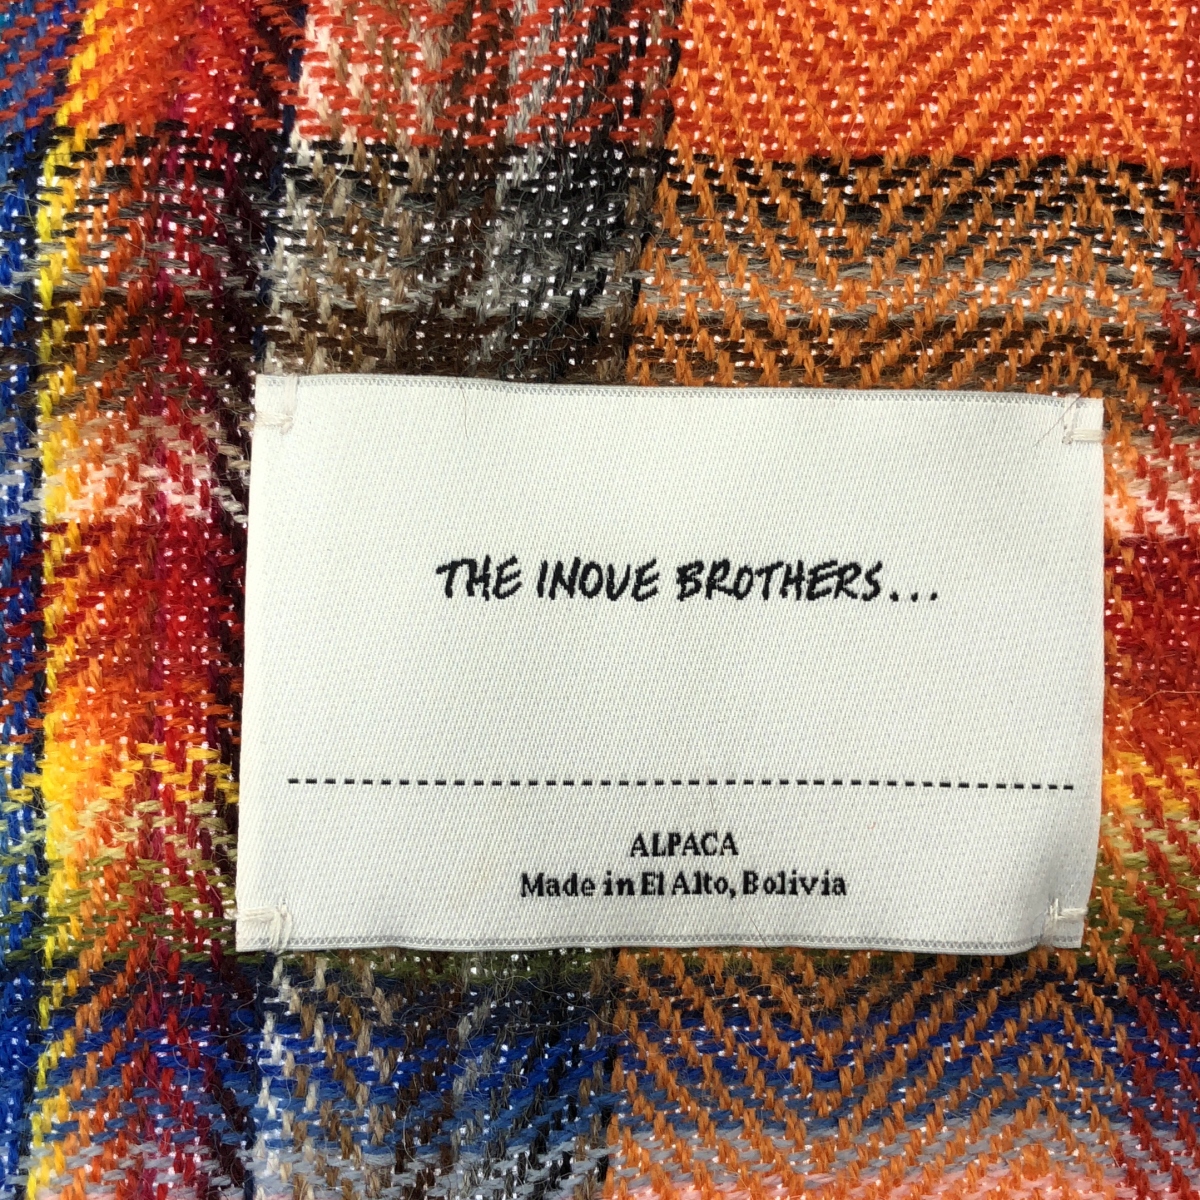 THE INOUE BROTHERS...
ALPACA
Made in El Alto, Bolivia